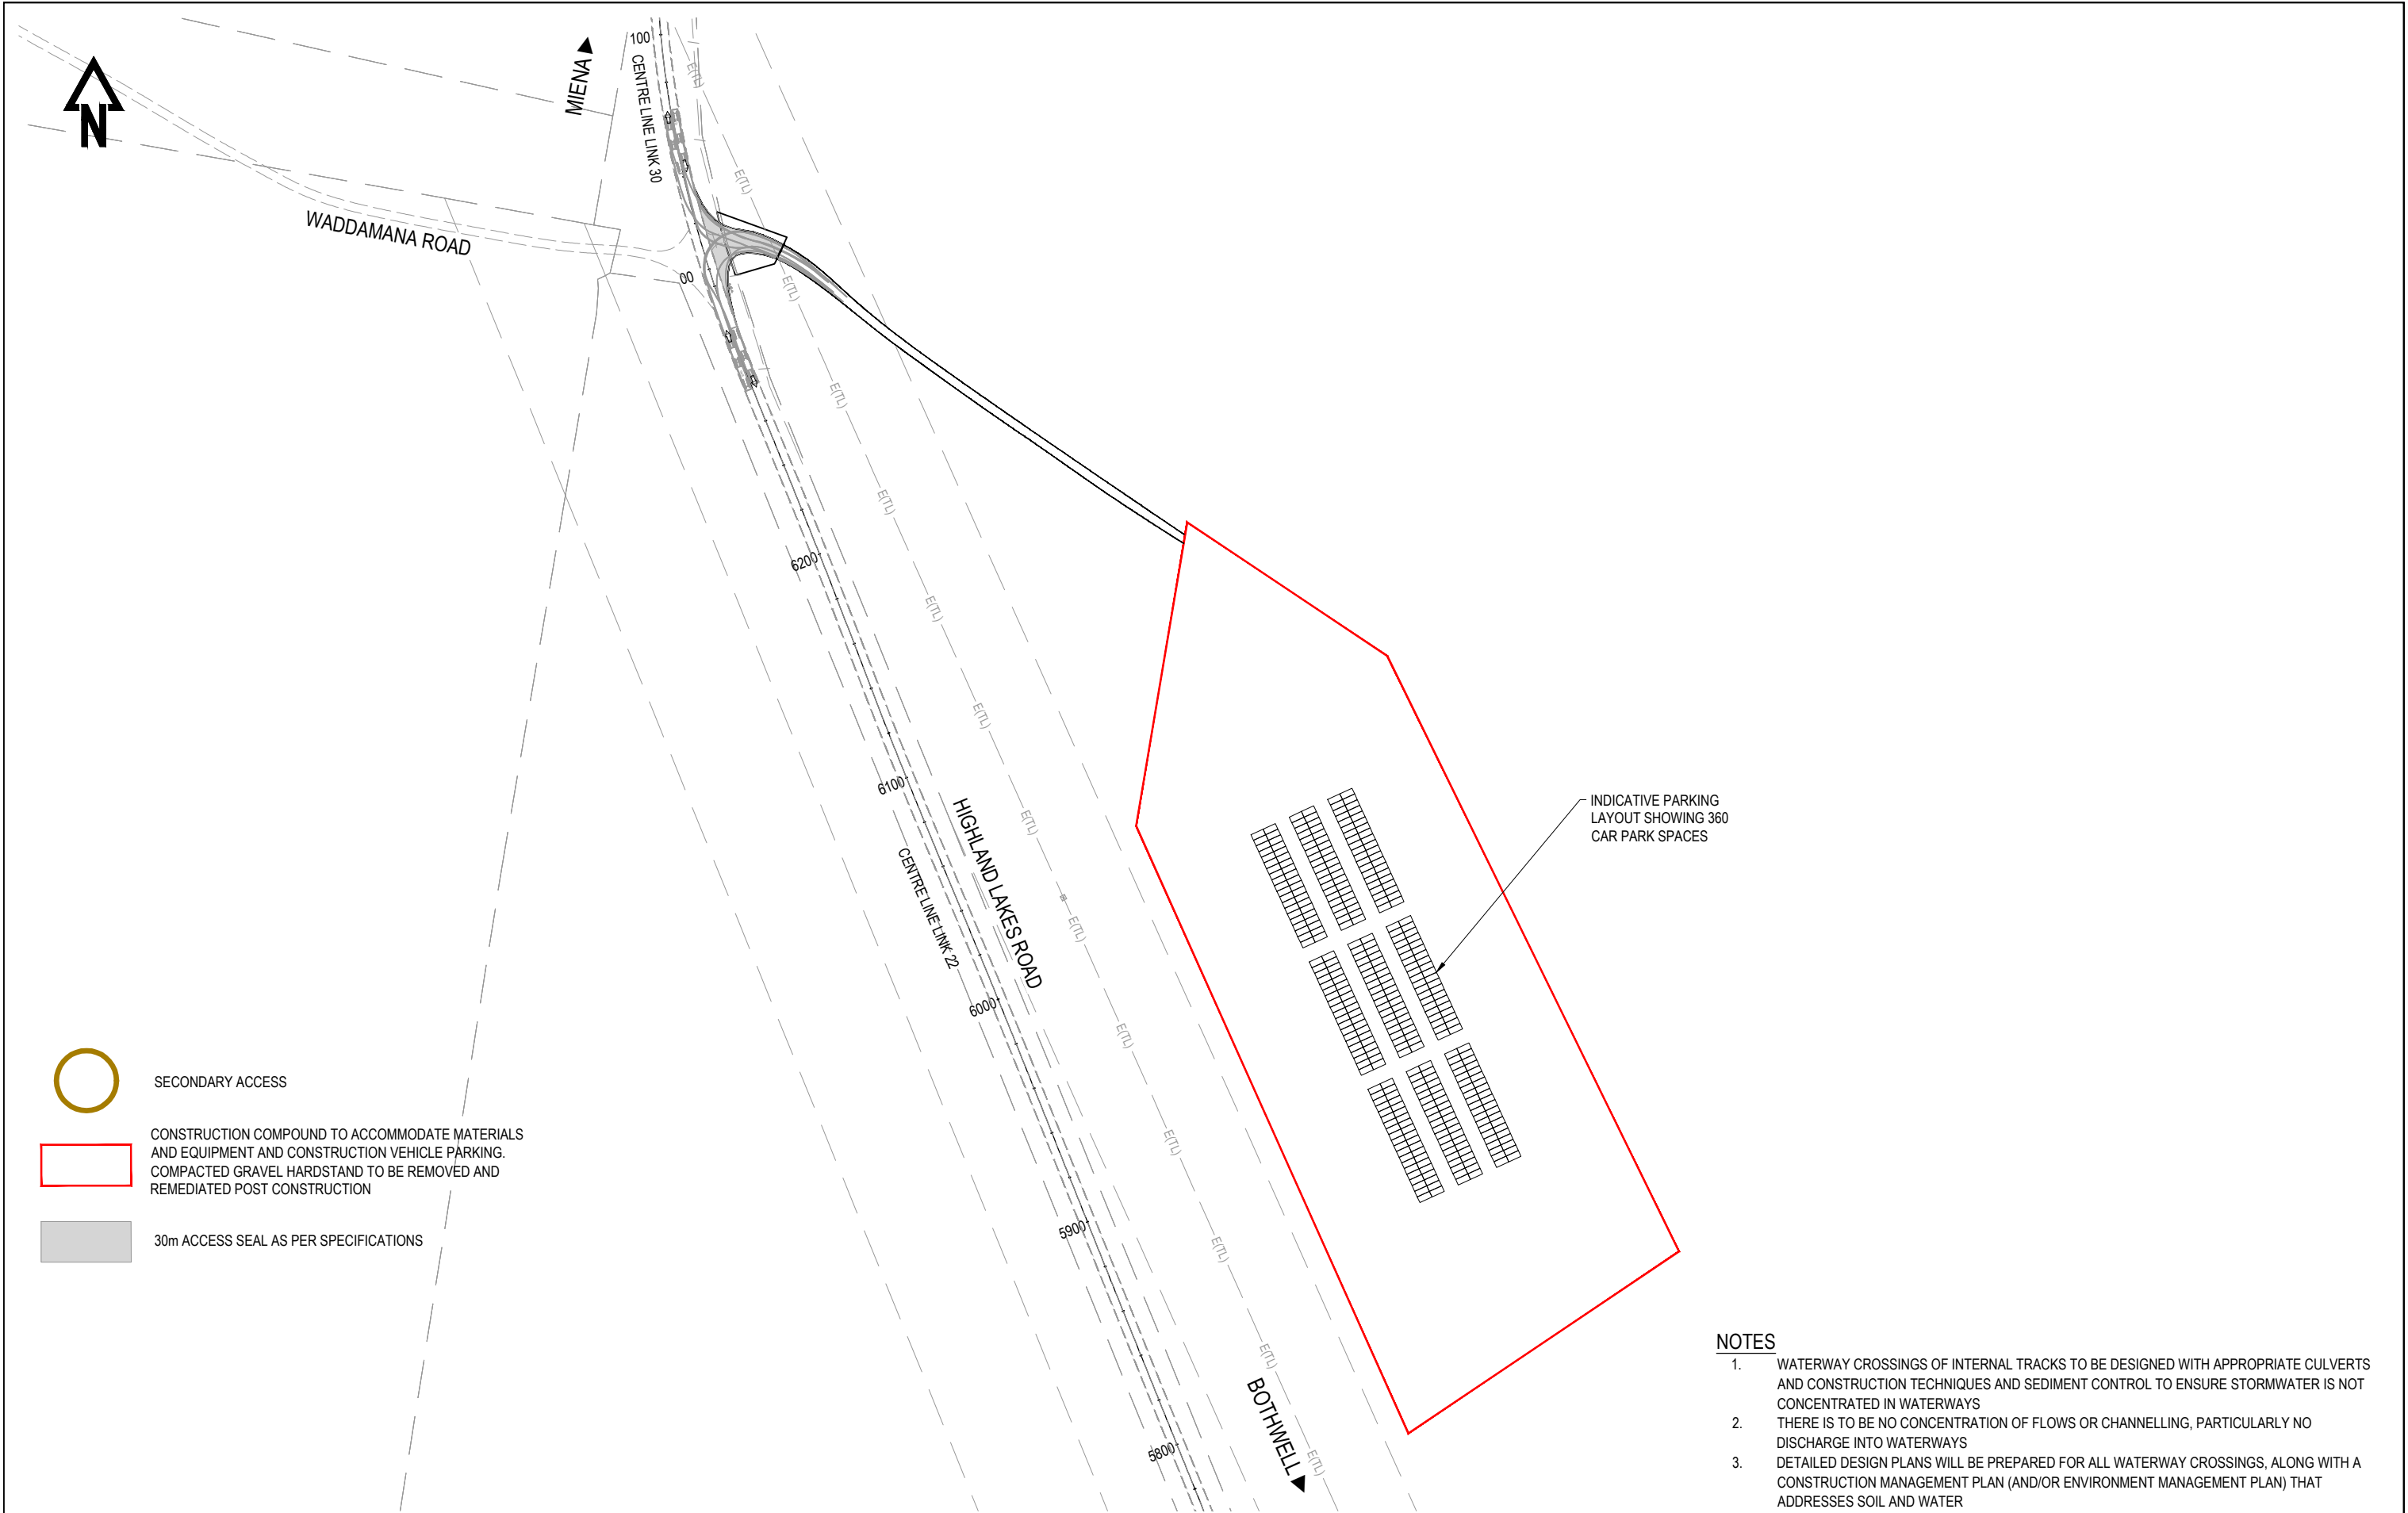 N
MIENA
100
CENTRE LINE LINK 30
E(TL)
E(TL)
WADDAMANA ROAD
00
E(TL)
E(TL)
E(TL)
6200
E(TL)
E(TL)
6100
E(TL)
HIGHLAND LAKES ROAD
CENTRE LINE LINK 22
E(TL)
6000
E(TL)
E(TL)
5900
E(TL)
E(TL)
BOTHWELL
5800
E(TL)
INDICATIVE PARKING
LAYOUT SHOWING 360
CAR PARK SPACES
SECONDARY ACCESS
CONSTRUCTION COMPOUND TO ACCOMMODATE MATERIALS
AND EQUIPMENT AND CONSTRUCTION VEHICLE PARKING.
COMPACTED GRAVEL HARDSTAND TO BE REMOVED AND
REMEDIATED POST CONSTRUCTION
30m ACCESS SEAL AS PER SPECIFICATIONS
NOTES
1. WATERWAY CROSSINGS OF INTERNAL TRACKS TO BE DESIGNED WITH APPROPRIATE CULVERTS
AND CONSTRUCTION TECHNIQUES AND SEDIMENT CONTROL TO ENSURE STORMWATER IS NOT
CONCENTRATED IN WATERWAYS
2. THERE IS TO BE NO CONCENTRATION OF FLOWS OR CHANNELLING, PARTICULARLY NO
DISCHARGE INTO WATERWAYS
3. DETAILED DESIGN PLANS WILL BE PREPARED FOR ALL WATERWAY CROSSINGS, ALONG WITH A
CONSTRUCTION MANAGEMENT PLAN (AND/OR ENVIRONMENT MANAGEMENT PLAN) THAT
ADDRESSES SOIL AND WATER